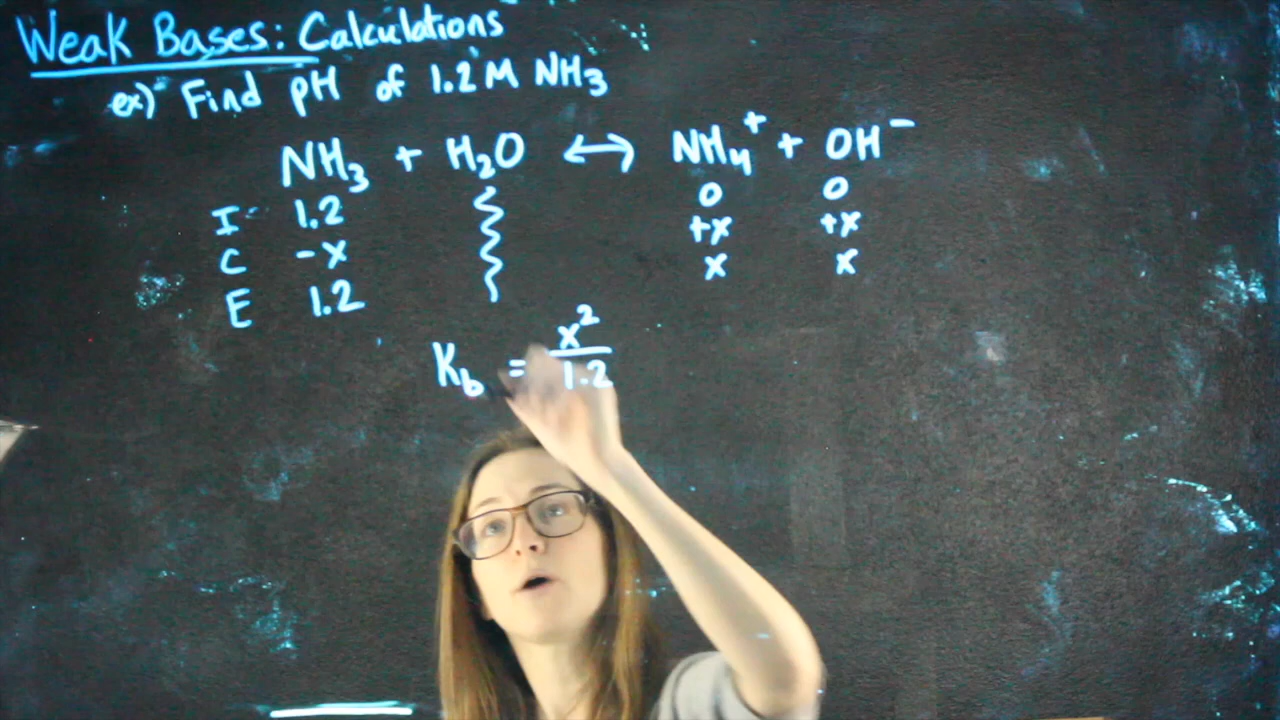 Weak Bases: Calculations
ex) Find pH of 1.2 M NH₃
NH₃ + H₂O ↔ NH₄⁺ + OH⁻
I 1.2 0 0
C -x +x +x
E 1.2 x x
K_b = x²/1.2